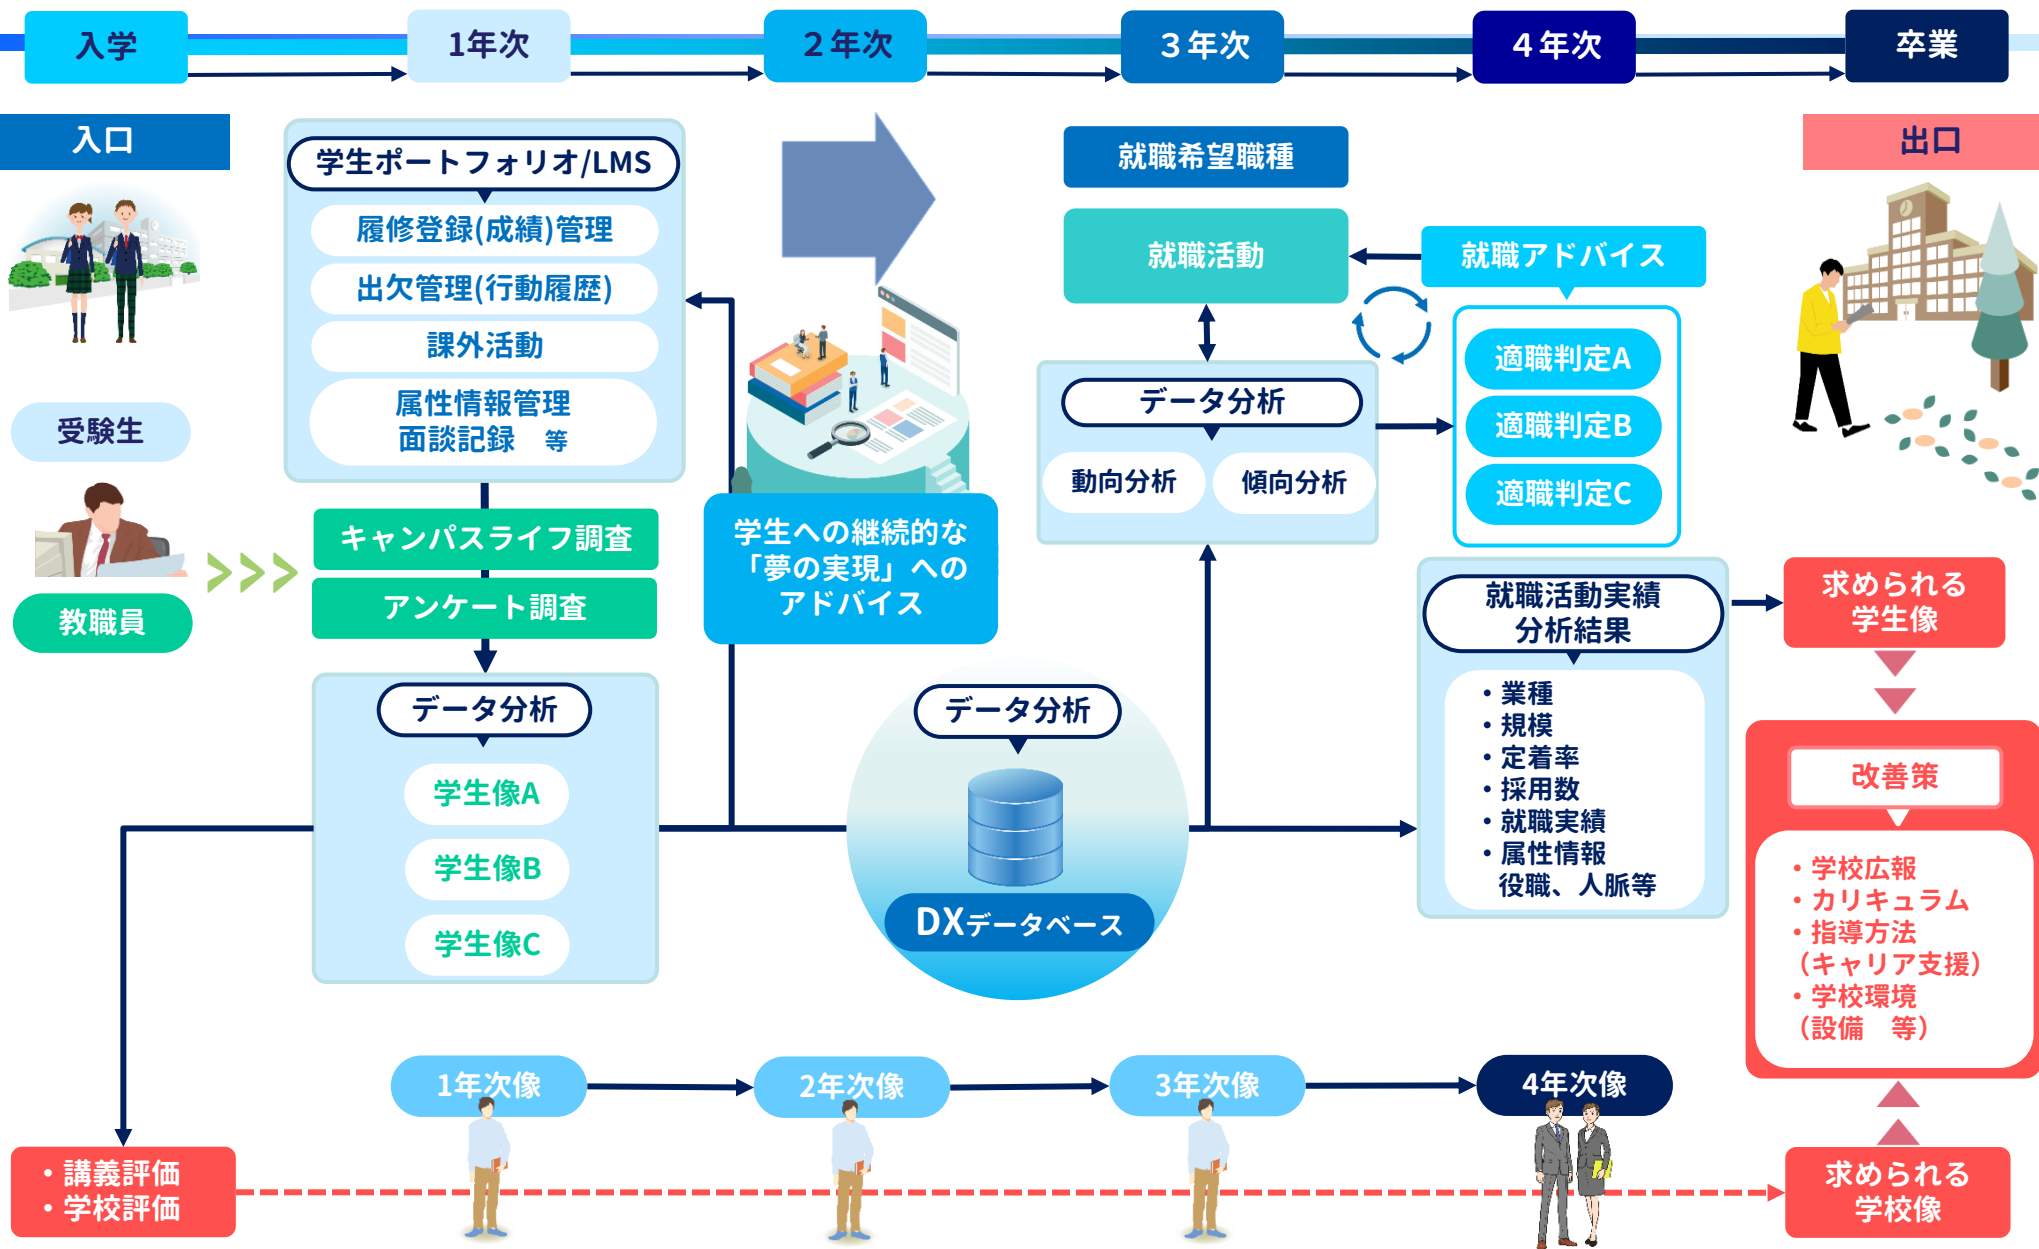 入学
1年次
２年次
３年次
４年次
卒業
入口
出口
受験生
教職員
学生ポートフォリオ/LMS
履修登録(成績)管理
出欠管理(行動履歴)
課外活動
属性情報管理
面談記録　等
キャンパスライフ調査
アンケート調査
データ分析
学生像A
学生像B
学生像C
学生への継続的な
「夢の実現」への
アドバイス
データ分析
DXデータベース
就職希望職種
就職活動
就職アドバイス
データ分析
動向分析
傾向分析
適職判定A
適職判定B
適職判定C
就職活動実績
分析結果
・業種
・規模
・定着率
・採用数
・就職実績
・属性情報
役職、人脈等
求められる
学生像
改善策
・学校広報
・カリキュラム
・指導方法
（キャリア支援）
・学校環境
（設備　等）
1年次像
2年次像
3年次像
4年次像
・講義評価
・学校評価
求められる
学校像